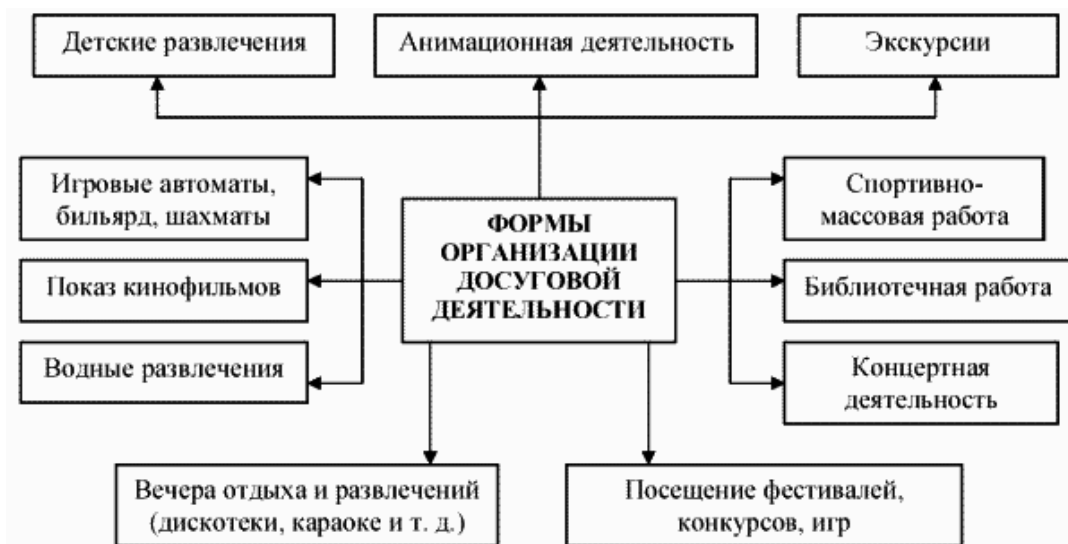 Детские развлечения
Анимационная деятельность
Экскурсии
Игровые автоматы,
бильярд, шахматы
Показ кинофильмов
Водные развлечения
ФОРМЫ
ОРГАНИЗАЦИИ
ДОСУГОВОЙ
ДЕЯТЕЛЬНОСТИ
Спортивно-
массовая работа
Библиотечная работа
Концертная
деятельность
Вечера отдыха и развлечений
(дискотеки, караоке и т. д.)
Посещение фестивалей,
конкурсов, игр